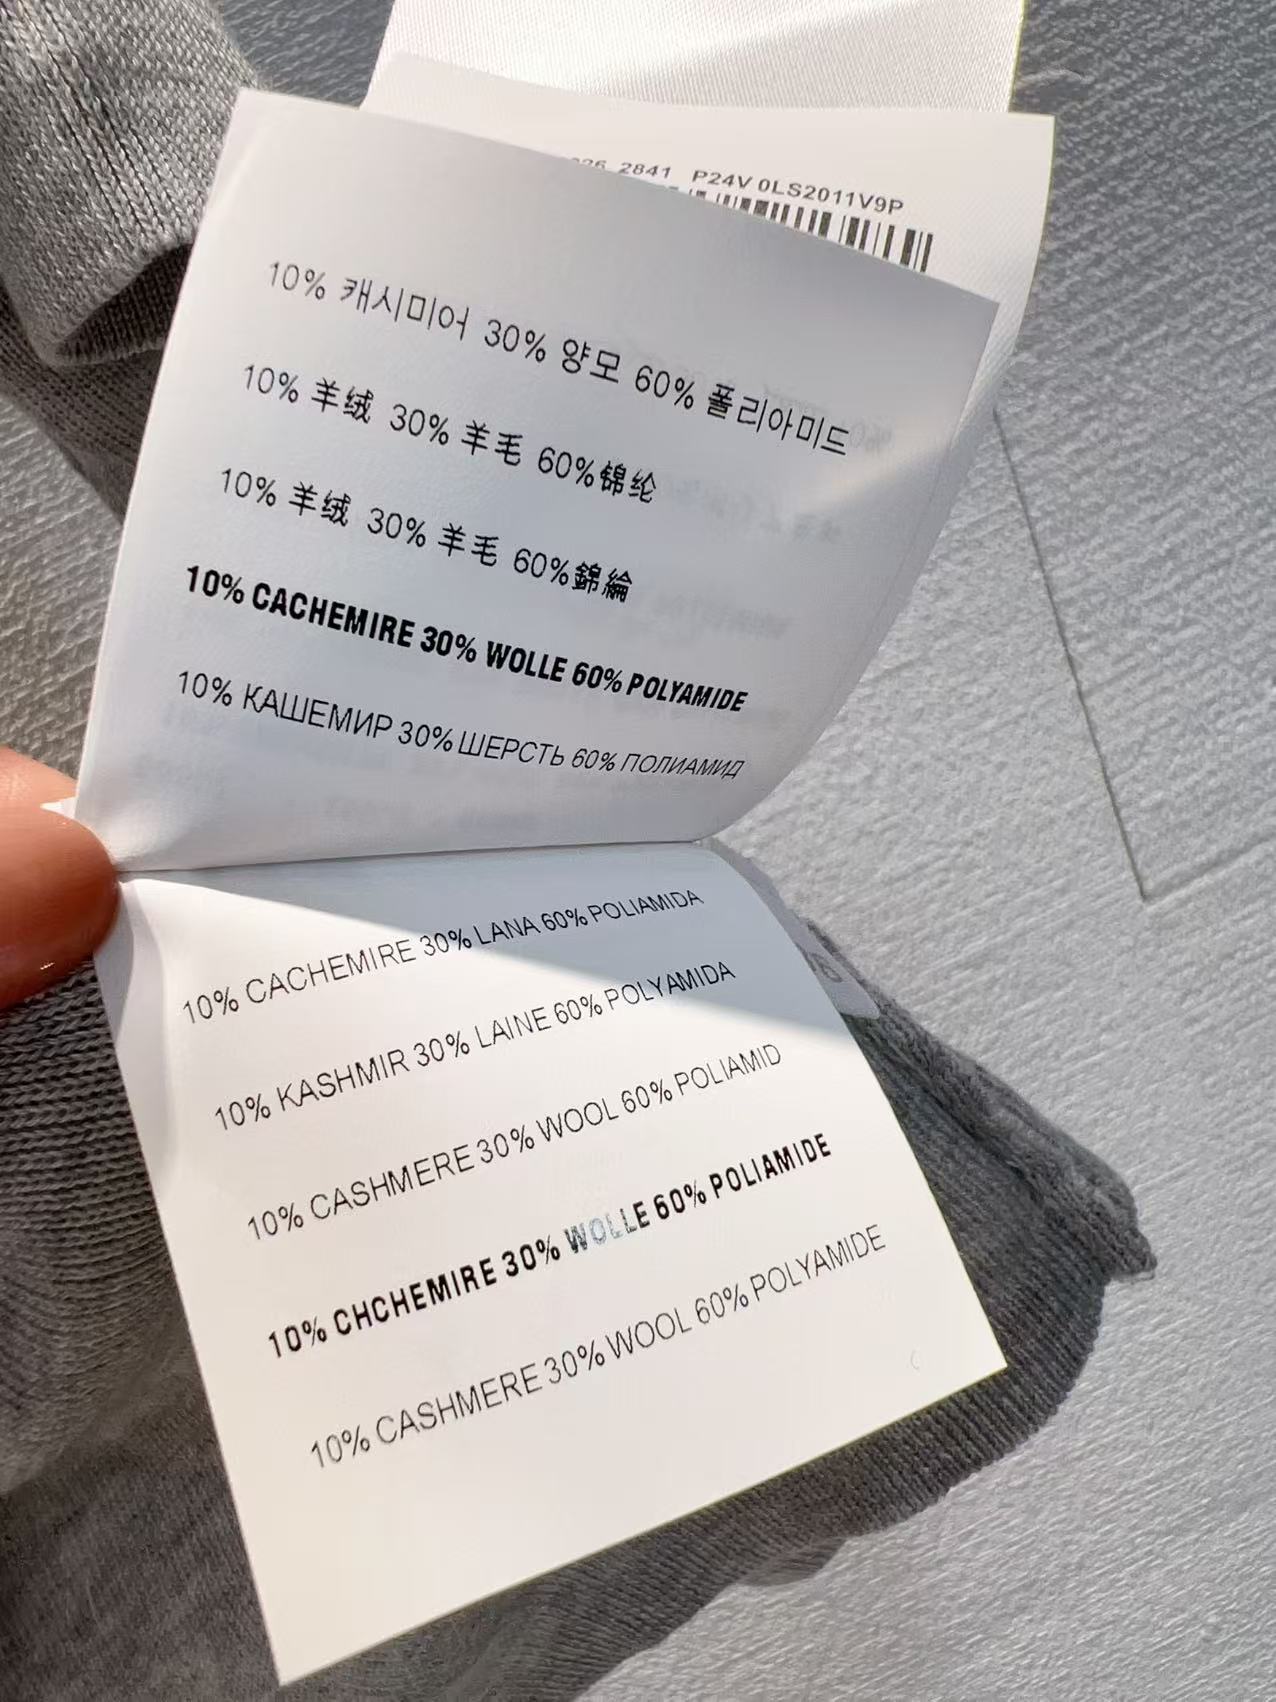 2841 P24V 0LS2011V9P
10% 캐시미어 30% 양모 60% 폴리아미드
10% 羊绒 30% 羊毛 60%锦纶
10% 羊绒 30% 羊毛 60%錦綸
10% CACHEMIRE 30% WOLLE 60% POLYAMIDE
10% КАШЕМИР 30% ШЕРСТЬ 60% ПОЛИАМИД
10% CACHEMIRE 30% LANA 60% POLIAMIDA
10% KASHMIR 30% LAINE 60% POLYAMIDA
10% CASHMERE 30% WOOL 60% POLIAMID
10% CHCHEMIRE 30% WOLLE 60% POLIAMIDE
10% CASHMERE 30% WOOL 60% POLYAMIDE